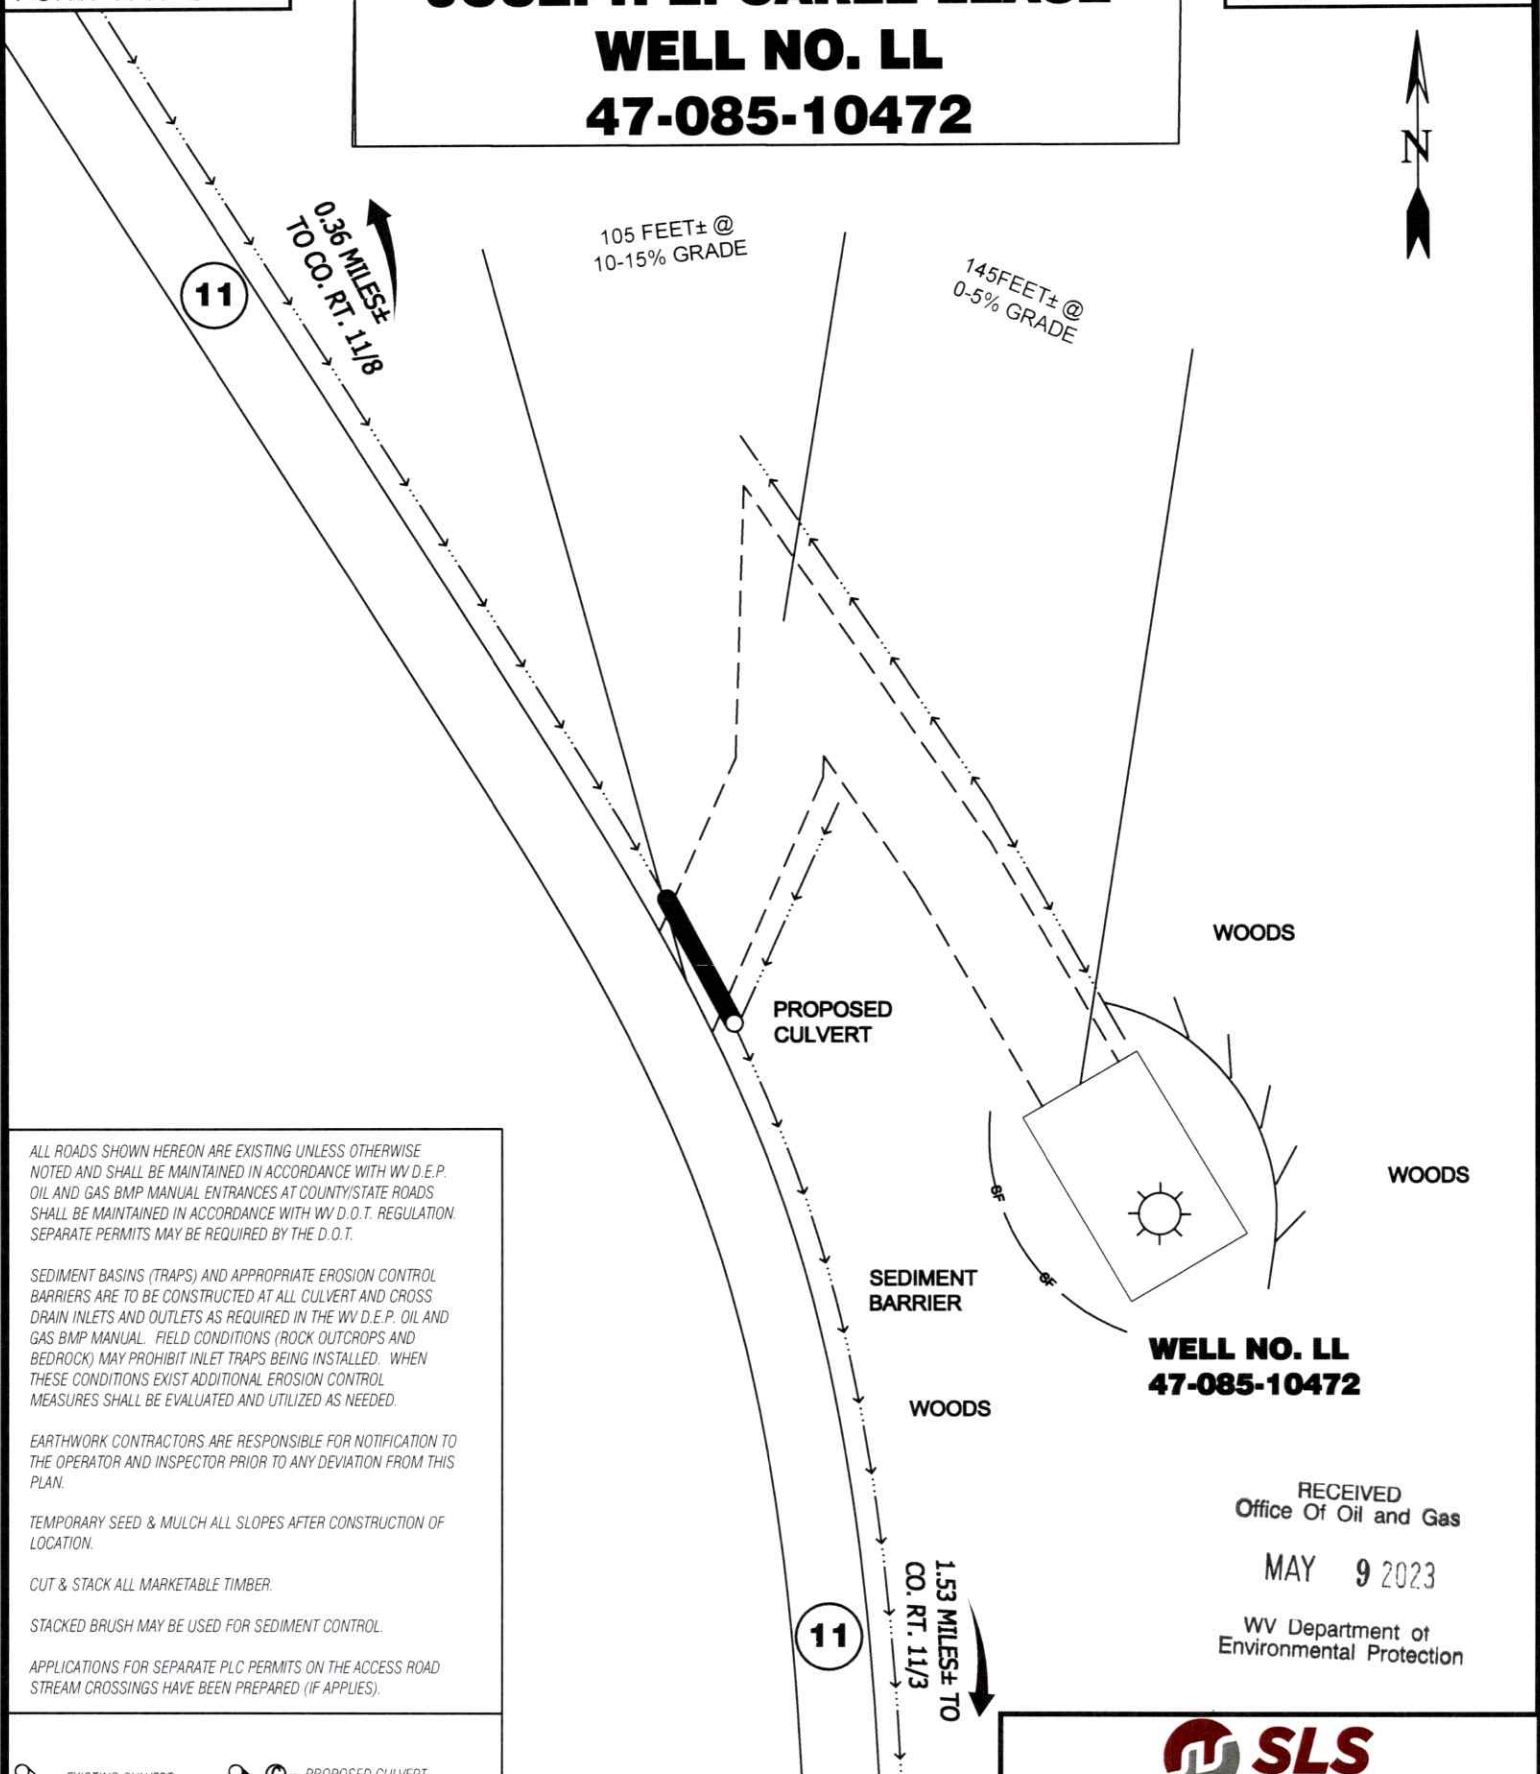 WELL NO. LL
47-085-10472
N
0.36 MILES±
TO CO. RT. 11/8
105 FEET± @
10-15% GRADE
145FEET± @
0-5% GRADE
11
WOODS
PROPOSED
CULVERT
WOODS
SF
SF
SEDIMENT
BARRIER
WELL NO. LL
47-085-10472
WOODS
ALL ROADS SHOWN HEREON ARE EXISTING UNLESS OTHERWISE
NOTED AND SHALL BE MAINTAINED IN ACCORDANCE WITH WV D.E.P.
OIL AND GAS BMP MANUAL ENTRANCES AT COUNTY/STATE ROADS
SHALL BE MAINTAINED IN ACCORDANCE WITH WV D.O.T. REGULATION.
SEPARATE PERMITS MAY BE REQUIRED BY THE D.O.T.
SEDIMENT BASINS (TRAPS) AND APPROPRIATE EROSION CONTROL
BARRIERS ARE TO BE CONSTRUCTED AT ALL CULVERT AND CROSS
DRAIN INLETS AND OUTLETS AS REQUIRED IN THE WV D.E.P. OIL AND
GAS BMP MANUAL. FIELD CONDITIONS (ROCK OUTCROPS AND
BEDROCK) MAY PROHIBIT INLET TRAPS BEING INSTALLED. WHEN
THESE CONDITIONS EXIST ADDITIONAL EROSION CONTROL
MEASURES SHALL BE EVALUATED AND UTILIZED AS NEEDED.
EARTHWORK CONTRACTORS ARE RESPONSIBLE FOR NOTIFICATION TO
THE OPERATOR AND INSPECTOR PRIOR TO ANY DEVIATION FROM THIS
PLAN.
TEMPORARY SEED & MULCH ALL SLOPES AFTER CONSTRUCTION OF
LOCATION.
CUT & STACK ALL MARKETABLE TIMBER.
STACKED BRUSH MAY BE USED FOR SEDIMENT CONTROL.
APPLICATIONS FOR SEPARATE PLC PERMITS ON THE ACCESS ROAD
STREAM CROSSINGS HAVE BEEN PREPARED (IF APPLIES).
RECEIVED
Office Of Oil and Gas
MAY 9 2023
WV Department of
Environmental Protection
11
1.53 MILES± TO
CO. RT. 11/3
SLS